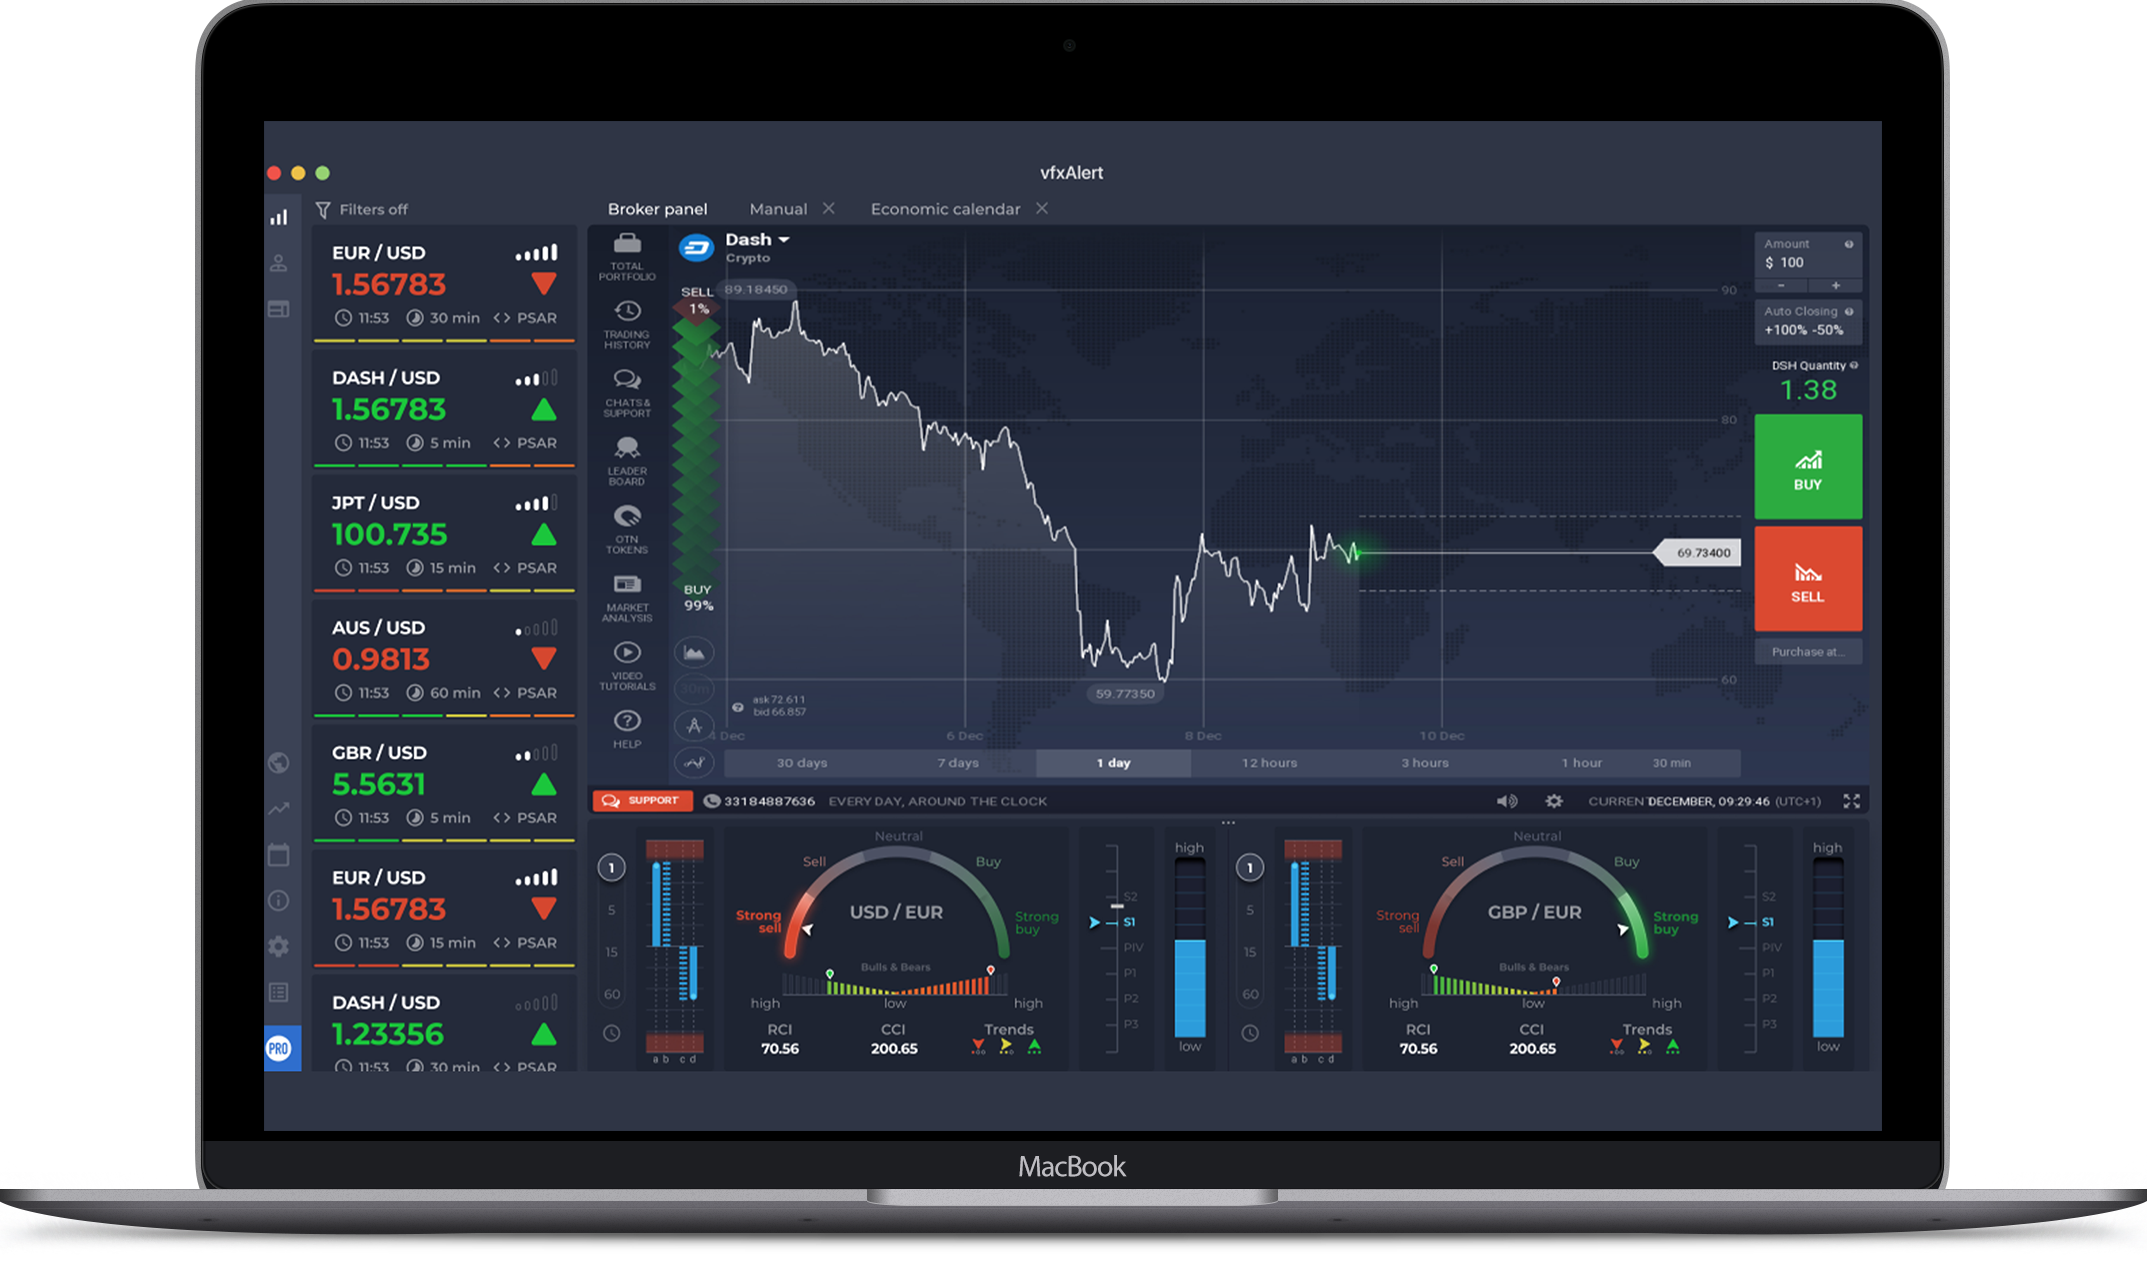 vfxAlert
Filters off
Broker panel
Manual
Economic calendar
EUR / USD
1.56783
11:53 30 min <> PSAR
DASH / USD
1.56783
11:53 5 min <> PSAR
JPT / USD
100.735
11:53 15 min <> PSAR
AUS / USD
0.9813
11:53 60 min <> PSAR
GBR / USD
5.5631
11:53 5 min <> PSAR
EUR / USD
1.56783
11:53 15 min <> PSAR
DASH / USD
1.23356
11:53 30 min <> PSAR
PRO
TOTAL
PORTFOLIO
TRADING
HISTORY
CHATS &
SUPPORT
LEADER
BOARD
OTN
TOKENS
MARKET
ANALYSIS
VIDEO
TUTORIALS
HELP
Dash
Crypto
SELL
1%
89.18450
BUY
99%
30m
ask 72.611
bid 66.857
59.77350
90
80
60
69.73400
4 Dec
6 Dec
8 Dec
10 Dec
30 days
7 days
1 day
12 hours
3 hours
1 hour
30 min
Amount
$ 100
- +
Auto Closing
+100% -50%
DSH Quantity
1.38
BUY
SELL
Purchase at...
SUPPORT
33184887636
EVERY DAY, AROUND THE CLOCK
CURRENT DECEMBER, 09:29:46 (UTC+1)
1
5
15
60
a b c d
Neutral
Sell
Buy
Strong
sell
USD / EUR
Strong
buy
Bulls & Bears
high
low
high
RCI
70.56
CCI
200.65
Trends
S2
S1
PIV
P1
P2
P3
high
low
1
5
15
60
a b c d
Neutral
Sell
Buy
Strong
sell
GBP / EUR
Strong
buy
Bulls & Bears
high
low
high
RCI
70.56
CCI
200.65
Trends
S2
S1
PIV
P1
P2
P3
high
low
MacBook